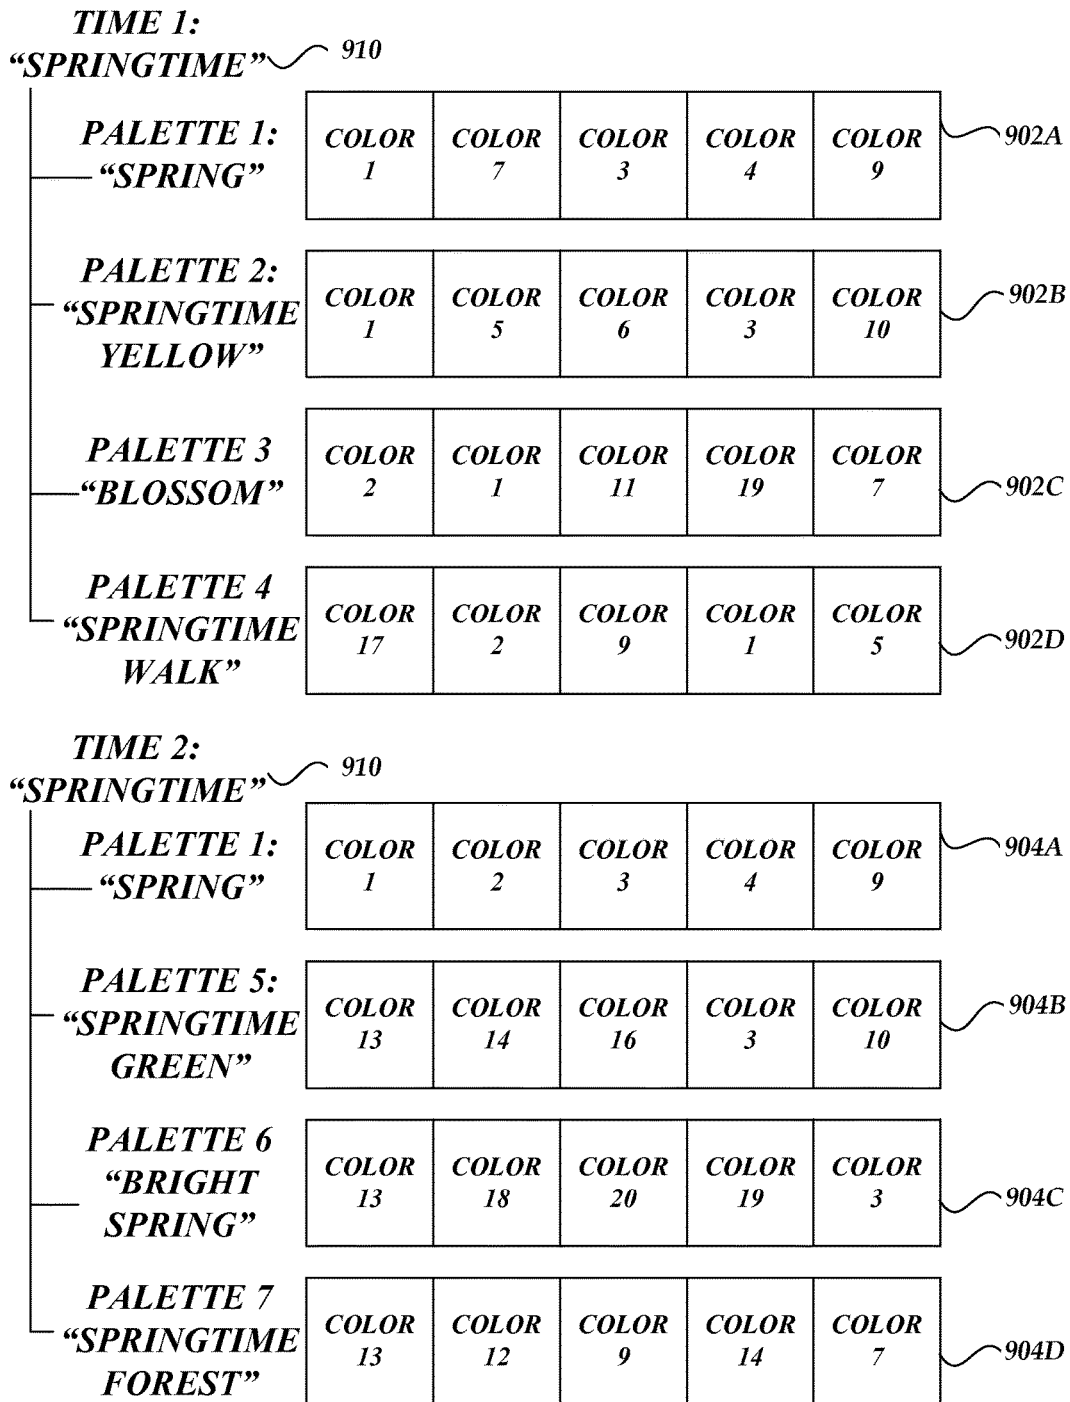 TIME 1:
“SPRINGTIME” 910
PALETTE 1:
“SPRING”
COLOR COLOR COLOR COLOR COLOR
1 7 3 4 9
902A
PALETTE 2:
“SPRINGTIME
YELLOW”
COLOR COLOR COLOR COLOR COLOR
1 5 6 3 10
902B
PALETTE 3
“BLOSSOM”
COLOR COLOR COLOR COLOR COLOR
2 1 11 19 7
902C
PALETTE 4
“SPRINGTIME
WALK”
COLOR COLOR COLOR COLOR COLOR
17 2 9 1 5
902D
TIME 2:
“SPRINGTIME” 910
PALETTE 1:
“SPRING”
COLOR COLOR COLOR COLOR COLOR
1 2 3 4 9
904A
PALETTE 5:
“SPRINGTIME
GREEN”
COLOR COLOR COLOR COLOR COLOR
13 14 16 3 10
904B
PALETTE 6
“BRIGHT
SPRING”
COLOR COLOR COLOR COLOR COLOR
13 18 20 19 3
904C
PALETTE 7
“SPRINGTIME
FOREST”
COLOR COLOR COLOR COLOR COLOR
13 12 9 14 7
904D